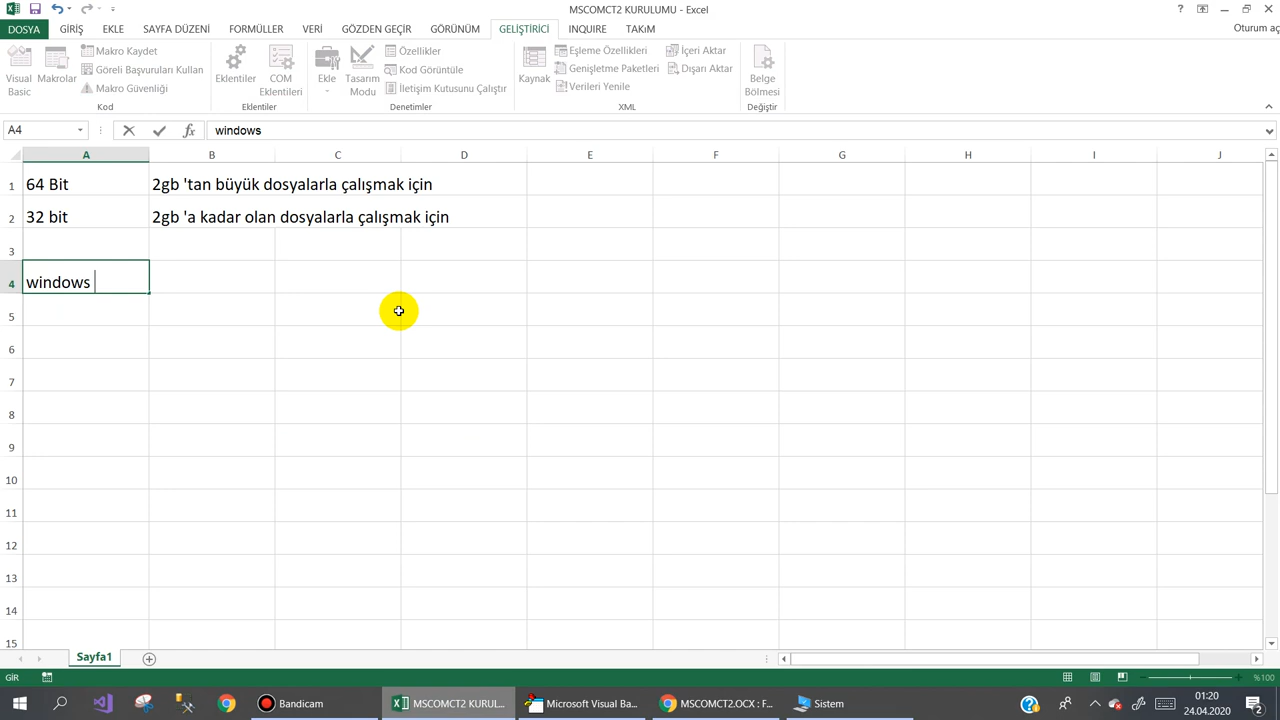 MSCOMCT2 KURULUMU - Excel
DOSYA GİRİŞ EKLE SAYFA DÜZENİ FORMÜLLER VERİ GÖZDEN GEÇİR GÖRÜNÜM GELİŞTİRİCİ INQUIRE TAKıM Oturum aç
Visual Basic
Makrolar
Makro Kaydet
Göreli Başvuruları Kullan
Makro Güvenliği
Kod
Eklentiler
COM Eklentileri
Eklentiler
Ekle
Tasarım Modu
Özellikler
Kod Görüntüle
İletişim Kutusunu Çalıştır
Denetimler
Kaynak
Eşleme Özellikleri
Genişletme Paketleri
Verileri Yenile
İçeri Aktar
Dışarı Aktar
XML
Belge Bölmesi
Değiştir
A4 fx windows
A B C D E F G H I J
1 64 Bit 2gb 'tan büyük dosyalarla çalışmak için
2 32 bit 2gb 'a kadar olan dosyalarla çalışmak için
3
4 windows
5
6
7
8
9
10
11
12
13
14
15
Sayfa1
GİR %100
Bandicam MSCOMCT2 KURUL... Microsoft Visual Ba... MSCOMCT2.OCX : F... Sistem 01:20
24.04.2020 2